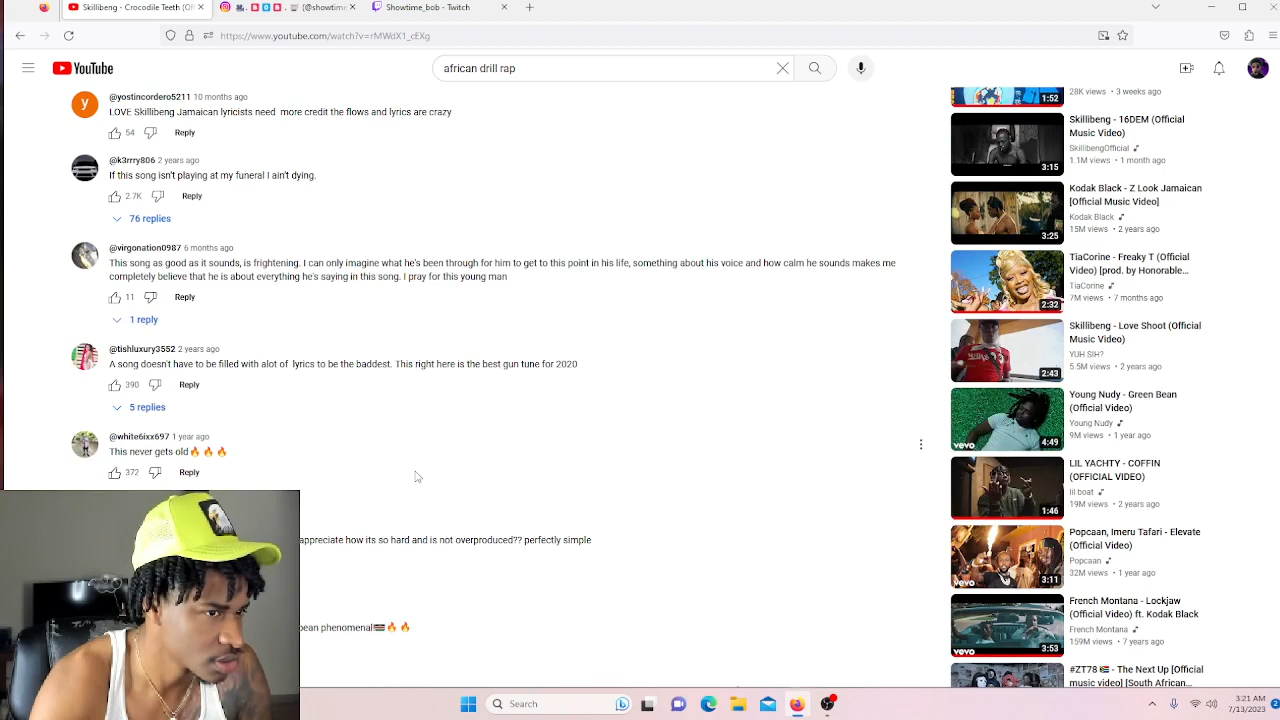 Skillibeng - Crocodile Teeth (Of
(@showtime
Showtime_bob - Twitch
https://www.youtube.com/watch?v=rMWdX1_cEXg
YouTube
african drill rap
@yostincordero5211 10 months ago
LOVE Skillibeng Jamaican lyricists need more credit the tones and lyrics are crazy
54 Reply
@k3rrry806 2 years ago
If this song isn't playing at my funeral I ain't dying.
2.7K Reply
76 replies
@virgonation0987 6 months ago
This song as good as it sounds, is frightening. I can only imagine what he's been through for him to get to this point in his life, something about his voice and how calm he sounds makes me
completely believe that he is about everything he's saying in this song. I pray for this young man
11 Reply
1 reply
@tishluxury3552 2 years ago
A song doesn't have to be filled with alot of lyrics to be the baddest. This right here is the best gun tune for 2020
390 Reply
5 replies
@white6ixx697 1 year ago
This never gets old🔥 🔥 🔥
372 Reply
eciate how its so hard and is not overproduced?? perfectly simple
been phenomenal🔥 🔥
1:52
28K views • 3 weeks ago
Skillibeng - 16DEM (Official
Music Video)
SkillibengOfficial
1.1M views • 1 month ago
3:15
Kodak Black - Z Look Jamaican
[Official Music Video]
Kodak Black
15M views • 2 years ago
3:25
TiaCorine - Freaky T (Official
Video) [prod. by Honorable...
TiaCorine
7M views • 7 months ago
2:32
Skillibeng - Love Shoot (Official
Music Video)
YUH SIH?
5.5M views • 2 years ago
2:43
Young Nudy - Green Bean
(Official Video)
Young Nudy
9M views • 1 year ago
vevo 4:49
LIL YACHTY - COFFIN
(OFFICIAL VIDEO)
lil boat
19M views • 2 years ago
1:46
Popcaan, Imeru Tafari - Elevate
(Official Video)
Popcaan
32M views • 1 year ago
vevo 3:11
French Montana - Lockjaw
(Official Video) ft. Kodak Black
French Montana
159M views • 7 years ago
vevo 3:53
#ZT78 🇿🇦 - The Next Up [Official
music video] [South African...
Search
3:21 AM
7/13/2023
2